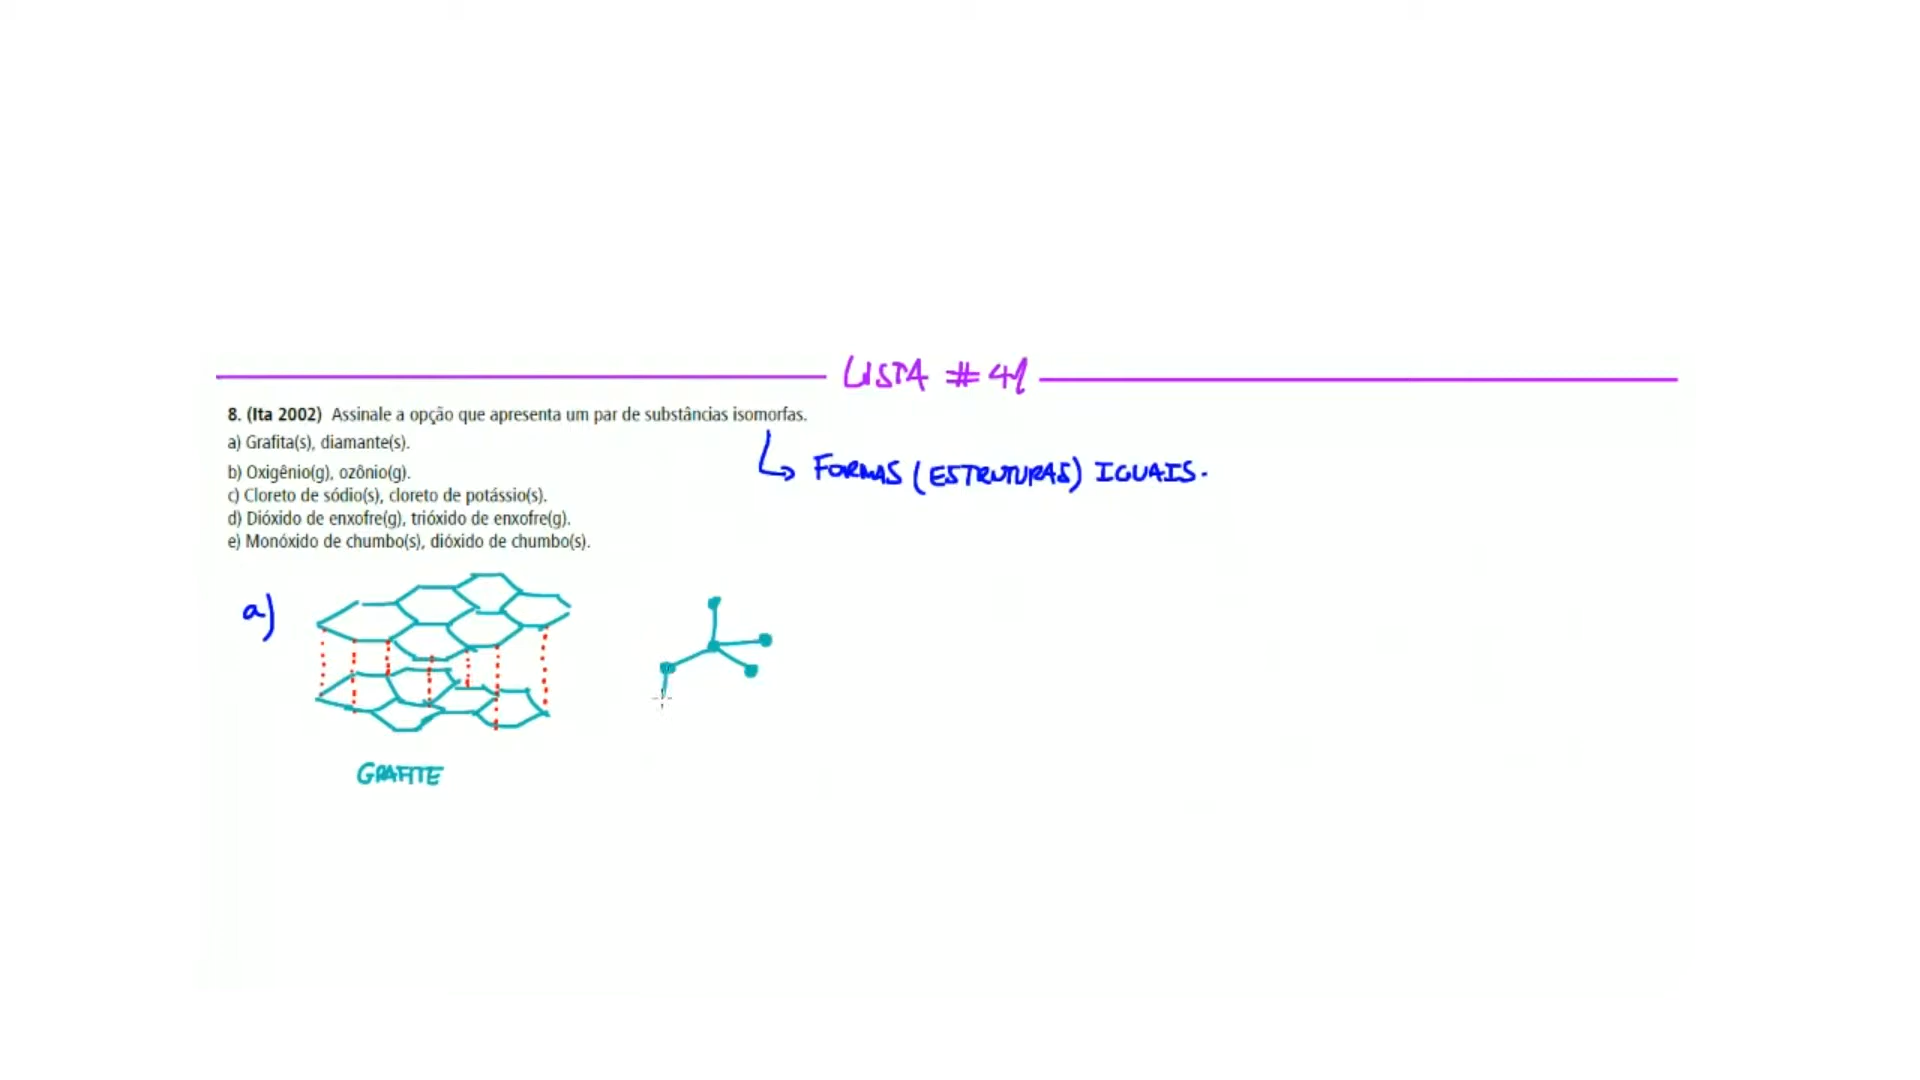 LISTA # 41
8. (Ita 2002) Assinale a opção que apresenta um par de substâncias isomorfas.
a) Grafita(s), diamante(s).
b) Oxigênio(g), ozônio(g).
c) Cloreto de sódio(s), cloreto de potássio(s).
d) Dióxido de enxofre(g), trióxido de enxofre(g).
e) Monóxido de chumbo(s), dióxido de chumbo(s).
FORMAS (ESTRUTURAS) IGUAIS.
a)
GRAFITE